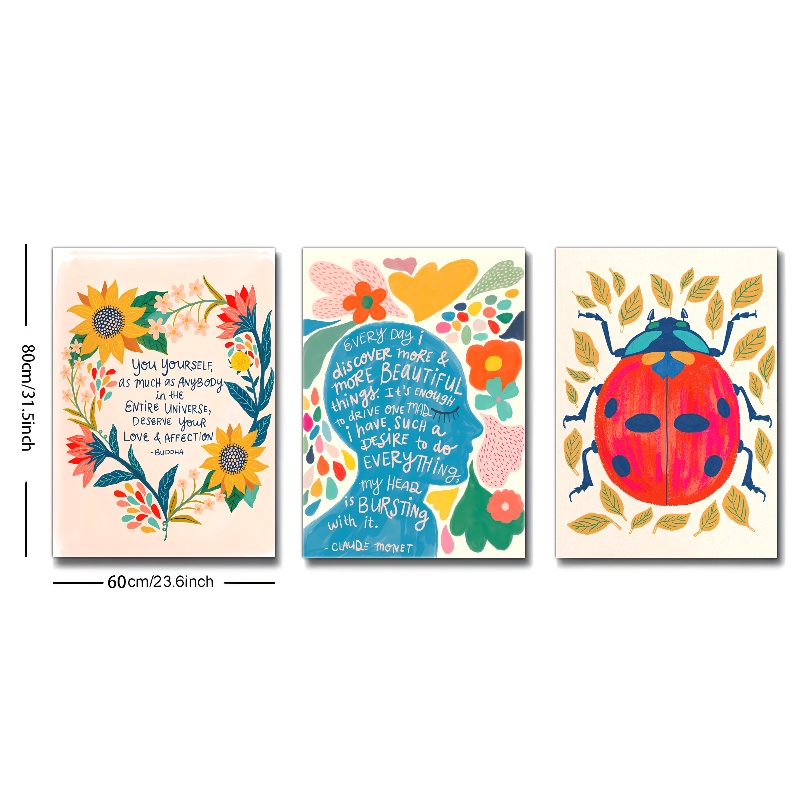 80cm/31.5inch
YOU YOURSELF,
AS MUCH AS ANYBODY
in the
ENTIRE UNIVERSE,
DESERVE YOUR
LOVE & AFFECTION
-BUDDHA
60cm/23.6inch
EVERY DAY i
discover more &
more BEAUTIFUL
things. It's ENOUGH
to DRIVE ONE MAD.
i have such a
DESIRE to do
EVERYTHING,
my HEAD
is BURSTING
with it.
- CLAUDE MONET